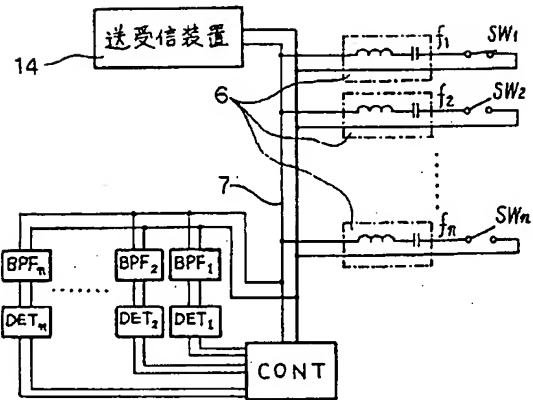 送受信装置
14
f₁
SW₁
6
f₂
SW₂
7
fₙ
SWₙ
BPFₙ
BPF₂
BPF₁
DETₙ
DET₂
DET₁
CONT